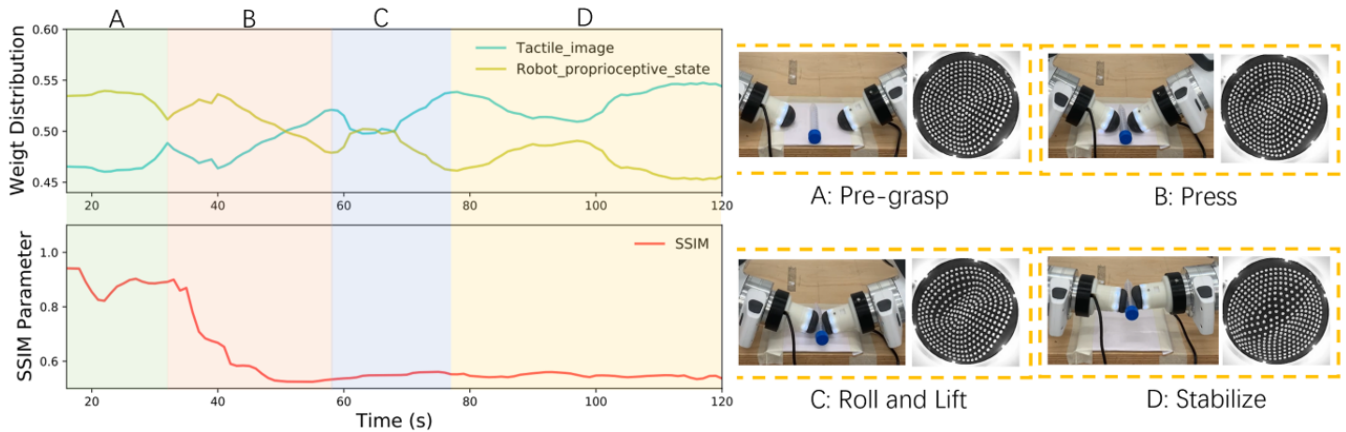 A B C D
0.60
0.55
0.50
0.45
Weigt Distribution
Tactile_image
Robot_proprioceptive_state
20 40 60 80 100 120
1.0
0.8
0.6
SSIM Parameter
SSIM
20 40 60 80 100 120
Time (s)
A: Pre-grasp
B: Press
C: Roll and Lift
D: Stabilize